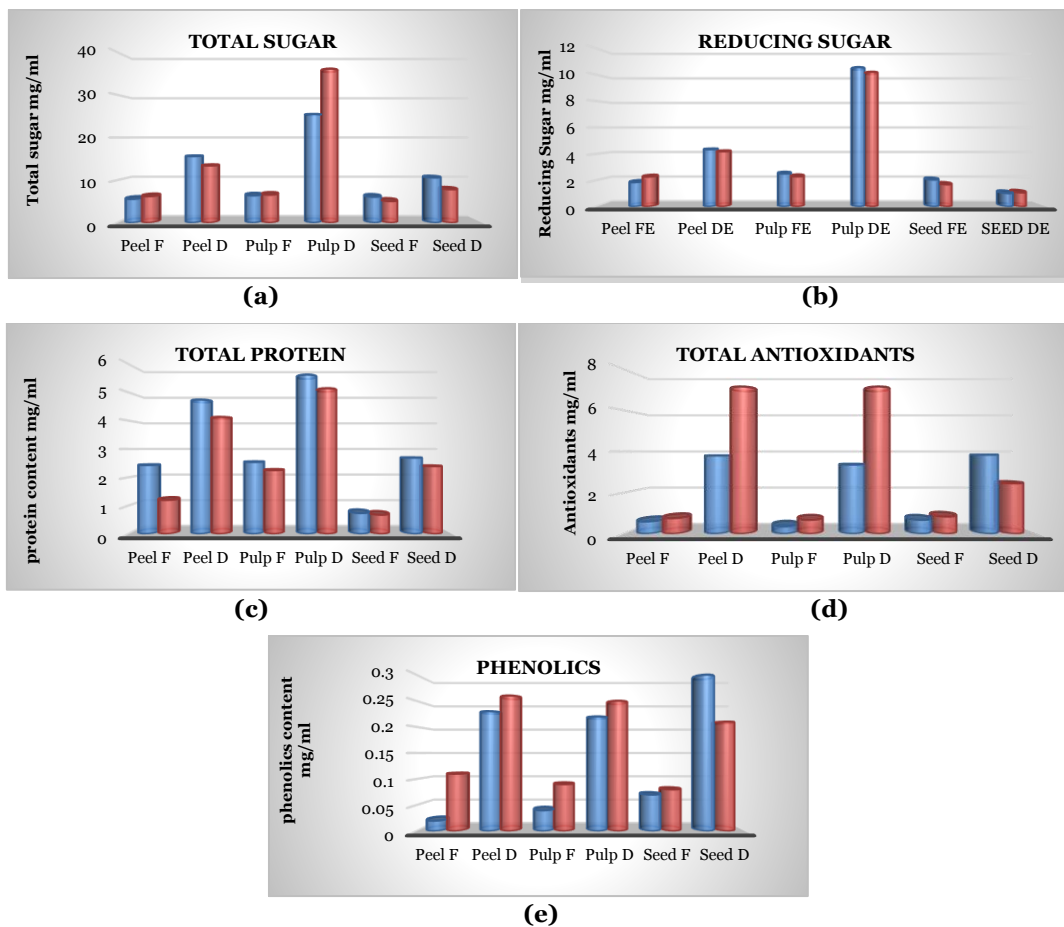 TOTAL SUGAR
Total sugar mg/ml
40
30
20
10
0
Peel F Peel D Pulp F Pulp D Seed F Seed D
(a)
REDUCING SUGAR
Reducing Sugar mg/ml
12
10
8
6
4
2
0
Peel FE Peel DE Pulp FE Pulp DE Seed FE SEED DE
(b)
TOTAL PROTEIN
protein content mg/ml
6
5
4
3
2
1
0
Peel F Peel D Pulp F Pulp D Seed F Seed D
(c)
TOTAL ANTIOXIDANTS
Antioxidants mg/ml
8
6
4
2
0
Peel F Peel D Pulp F Pulp D Seed F Seed D
(d)
PHENOLICS
phenolics content
mg/ml
0.3
0.25
0.2
0.15
0.1
0.05
0
Peel F Peel D Pulp F Pulp D Seed F Seed D
(e)